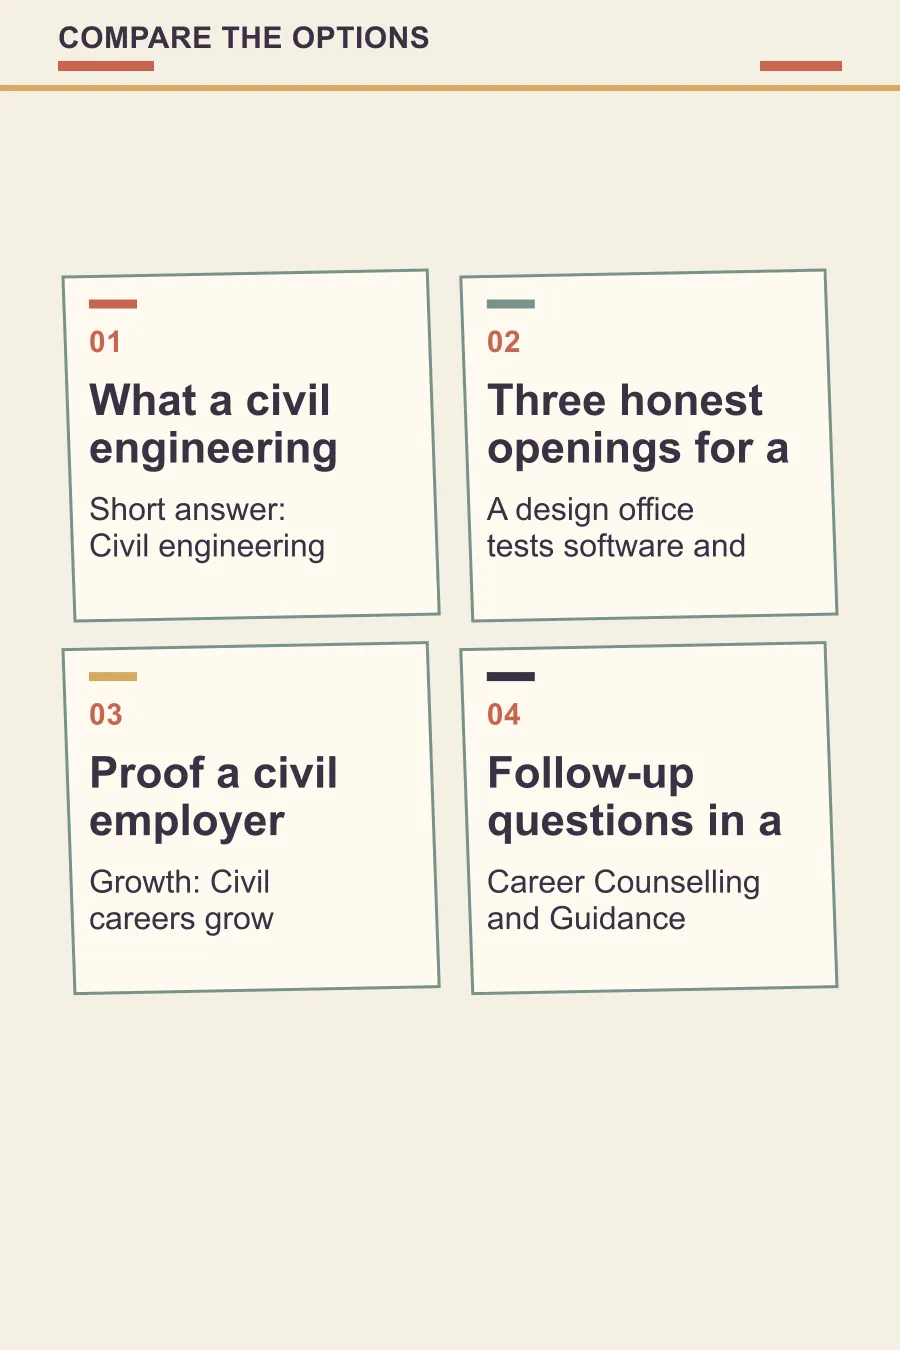 COMPARE THE OPTIONS
01
What a civil
engineering
Short answer:
Civil engineering
02
Three honest
openings for a
A design office
tests software and
03
Proof a civil
employer
Growth: Civil
careers grow
04
Follow-up
questions in a
Career Counselling
and Guidance